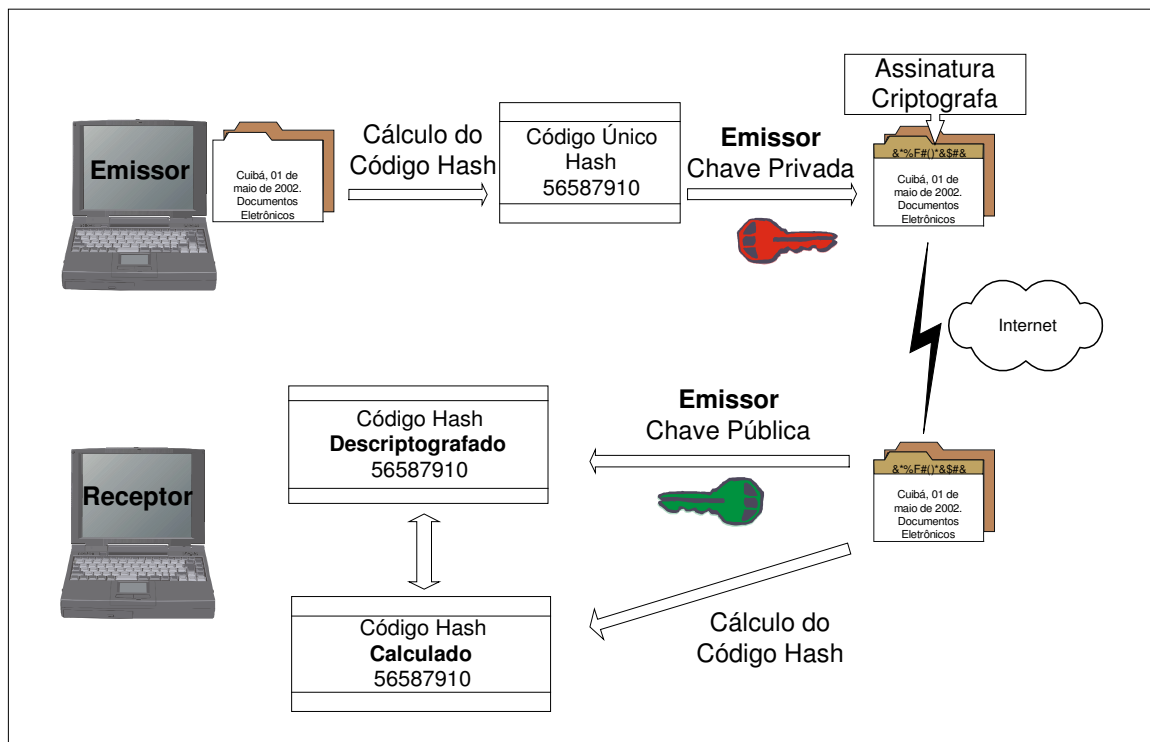 Assinatura
Criptografa
Emissor
Cuibá, 01 de
maio de 2002.
Documentos
Eletrônicos
Cálculo do
Código Hash
Código Único
Hash
56587910
Emissor
Chave Privada
&*%F#()*&$#&
Cuibá, 01 de
maio de 2002.
Documentos
Eletrônicos
Internet
Receptor
Código Hash
Descriptografado
56587910
Emissor
Chave Pública
&*%F#()*&$#&
Cuibá, 01 de
maio de 2002.
Documentos
Eletrônicos
Código Hash
Calculado
56587910
Cálculo do
Código Hash